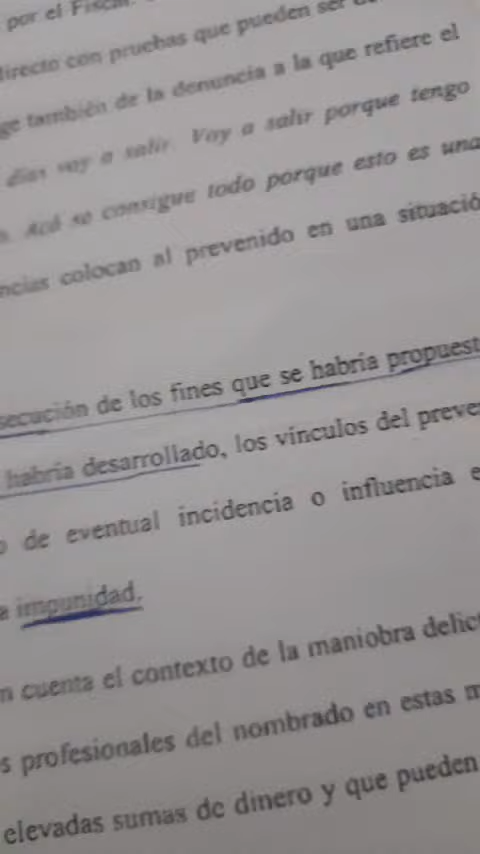 por el Fiscal
directo con pruebas que pueden ser
ge también de la denuncia a la que refiere el
días voy a salir. Voy a salir porque tengo
Acá se consigue todo porque esto es una
ncias colocan al prevenido en una situació
secución de los fines que se habría propuest
habría desarrollado, los vínculos del preve
o de eventual incidencia o influencia e
a impunidad.
n cuenta el contexto de la maniobra delict
s profesionales del nombrado en estas m
elevadas sumas de dinero y que pueden